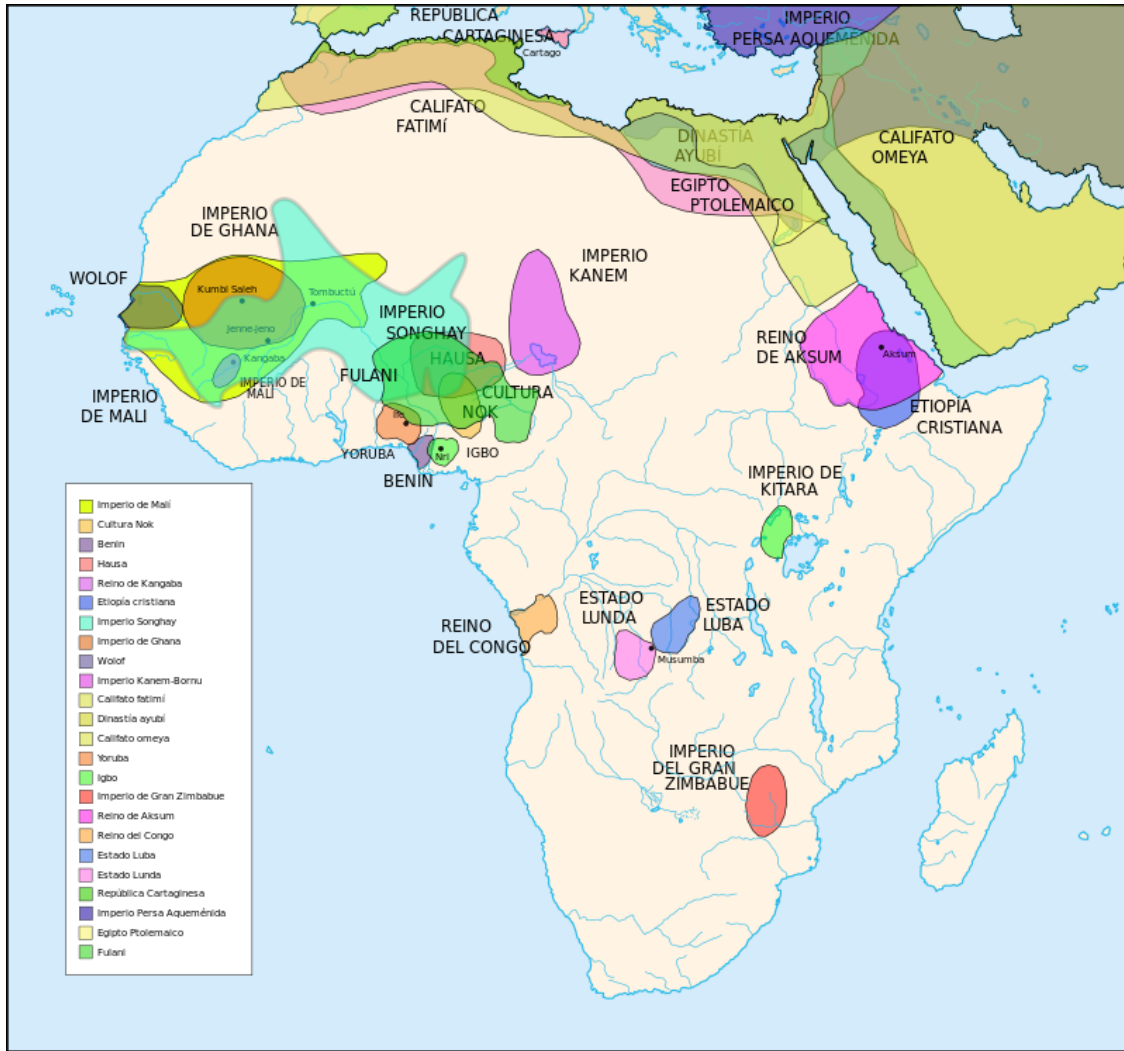 REPÚBLICA
CARTAGINESA
Cartago
IMPERIO
PERSA AQUEMÉNIDA
CALIFATO
FATIMÍ
DINASTÍA
AYUBÍ
CALIFATO
OMEYA
EGIPTO
PTOLEMAICO
IMPERIO
DE GHANA
WOLOF
Kumbi Saleh
Tombuctú
Jenne-Jeno
Kangaba
IMPERIO DE
MALI
IMPERIO
DE MALI
IMPERIO
SONGHAY
HAUSA
FULANI
CULTURA
NOK
IMPERIO
KANEM
REINO
DE AKSUM
Aksum
ETIOPÍA
CRISTIANA
Ife
YORUBA
Nri
IGBO
BENÍN
IMPERIO DE
KITARA
ESTADO
LUNDA
ESTADO
LUBA
REINO
DEL CONGO
Musumba
IMPERIO
DEL GRAN
ZIMBABUE
Imperio de Malí
Cultura Nok
Benin
Hausa
Reino de Kangaba
Etiopía cristiana
Imperio Songhay
Imperio de Ghana
Wolof
Imperio Kanem-Bornu
Califato fatimí
Dinastía ayubí
Califato omeya
Yoruba
Igbo
Imperio de Gran Zimbabue
Reino de Aksum
Reino del Congo
Estado Luba
Estado Lunda
República Cartaginesa
Imperio Persa Aqueménida
Egipto Ptolemaico
Fulani